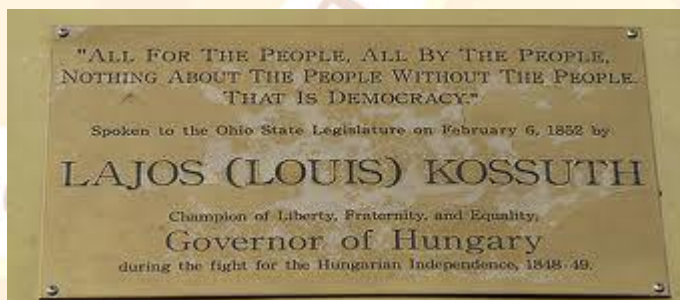 "ALL FOR THE PEOPLE, ALL BY THE PEOPLE,
NOTHING ABOUT THE PEOPLE WITHOUT THE PEOPLE.
THAT IS DEMOCRACY."
Spoken to the Ohio State Legislature on February 6, 1852 by
LAJOS (LOUIS) KOSSUTH
Champion of Liberty, Fraternity, and Equality,
Governor of Hungary
during the fight for the Hungarian Independence, 1848-49.